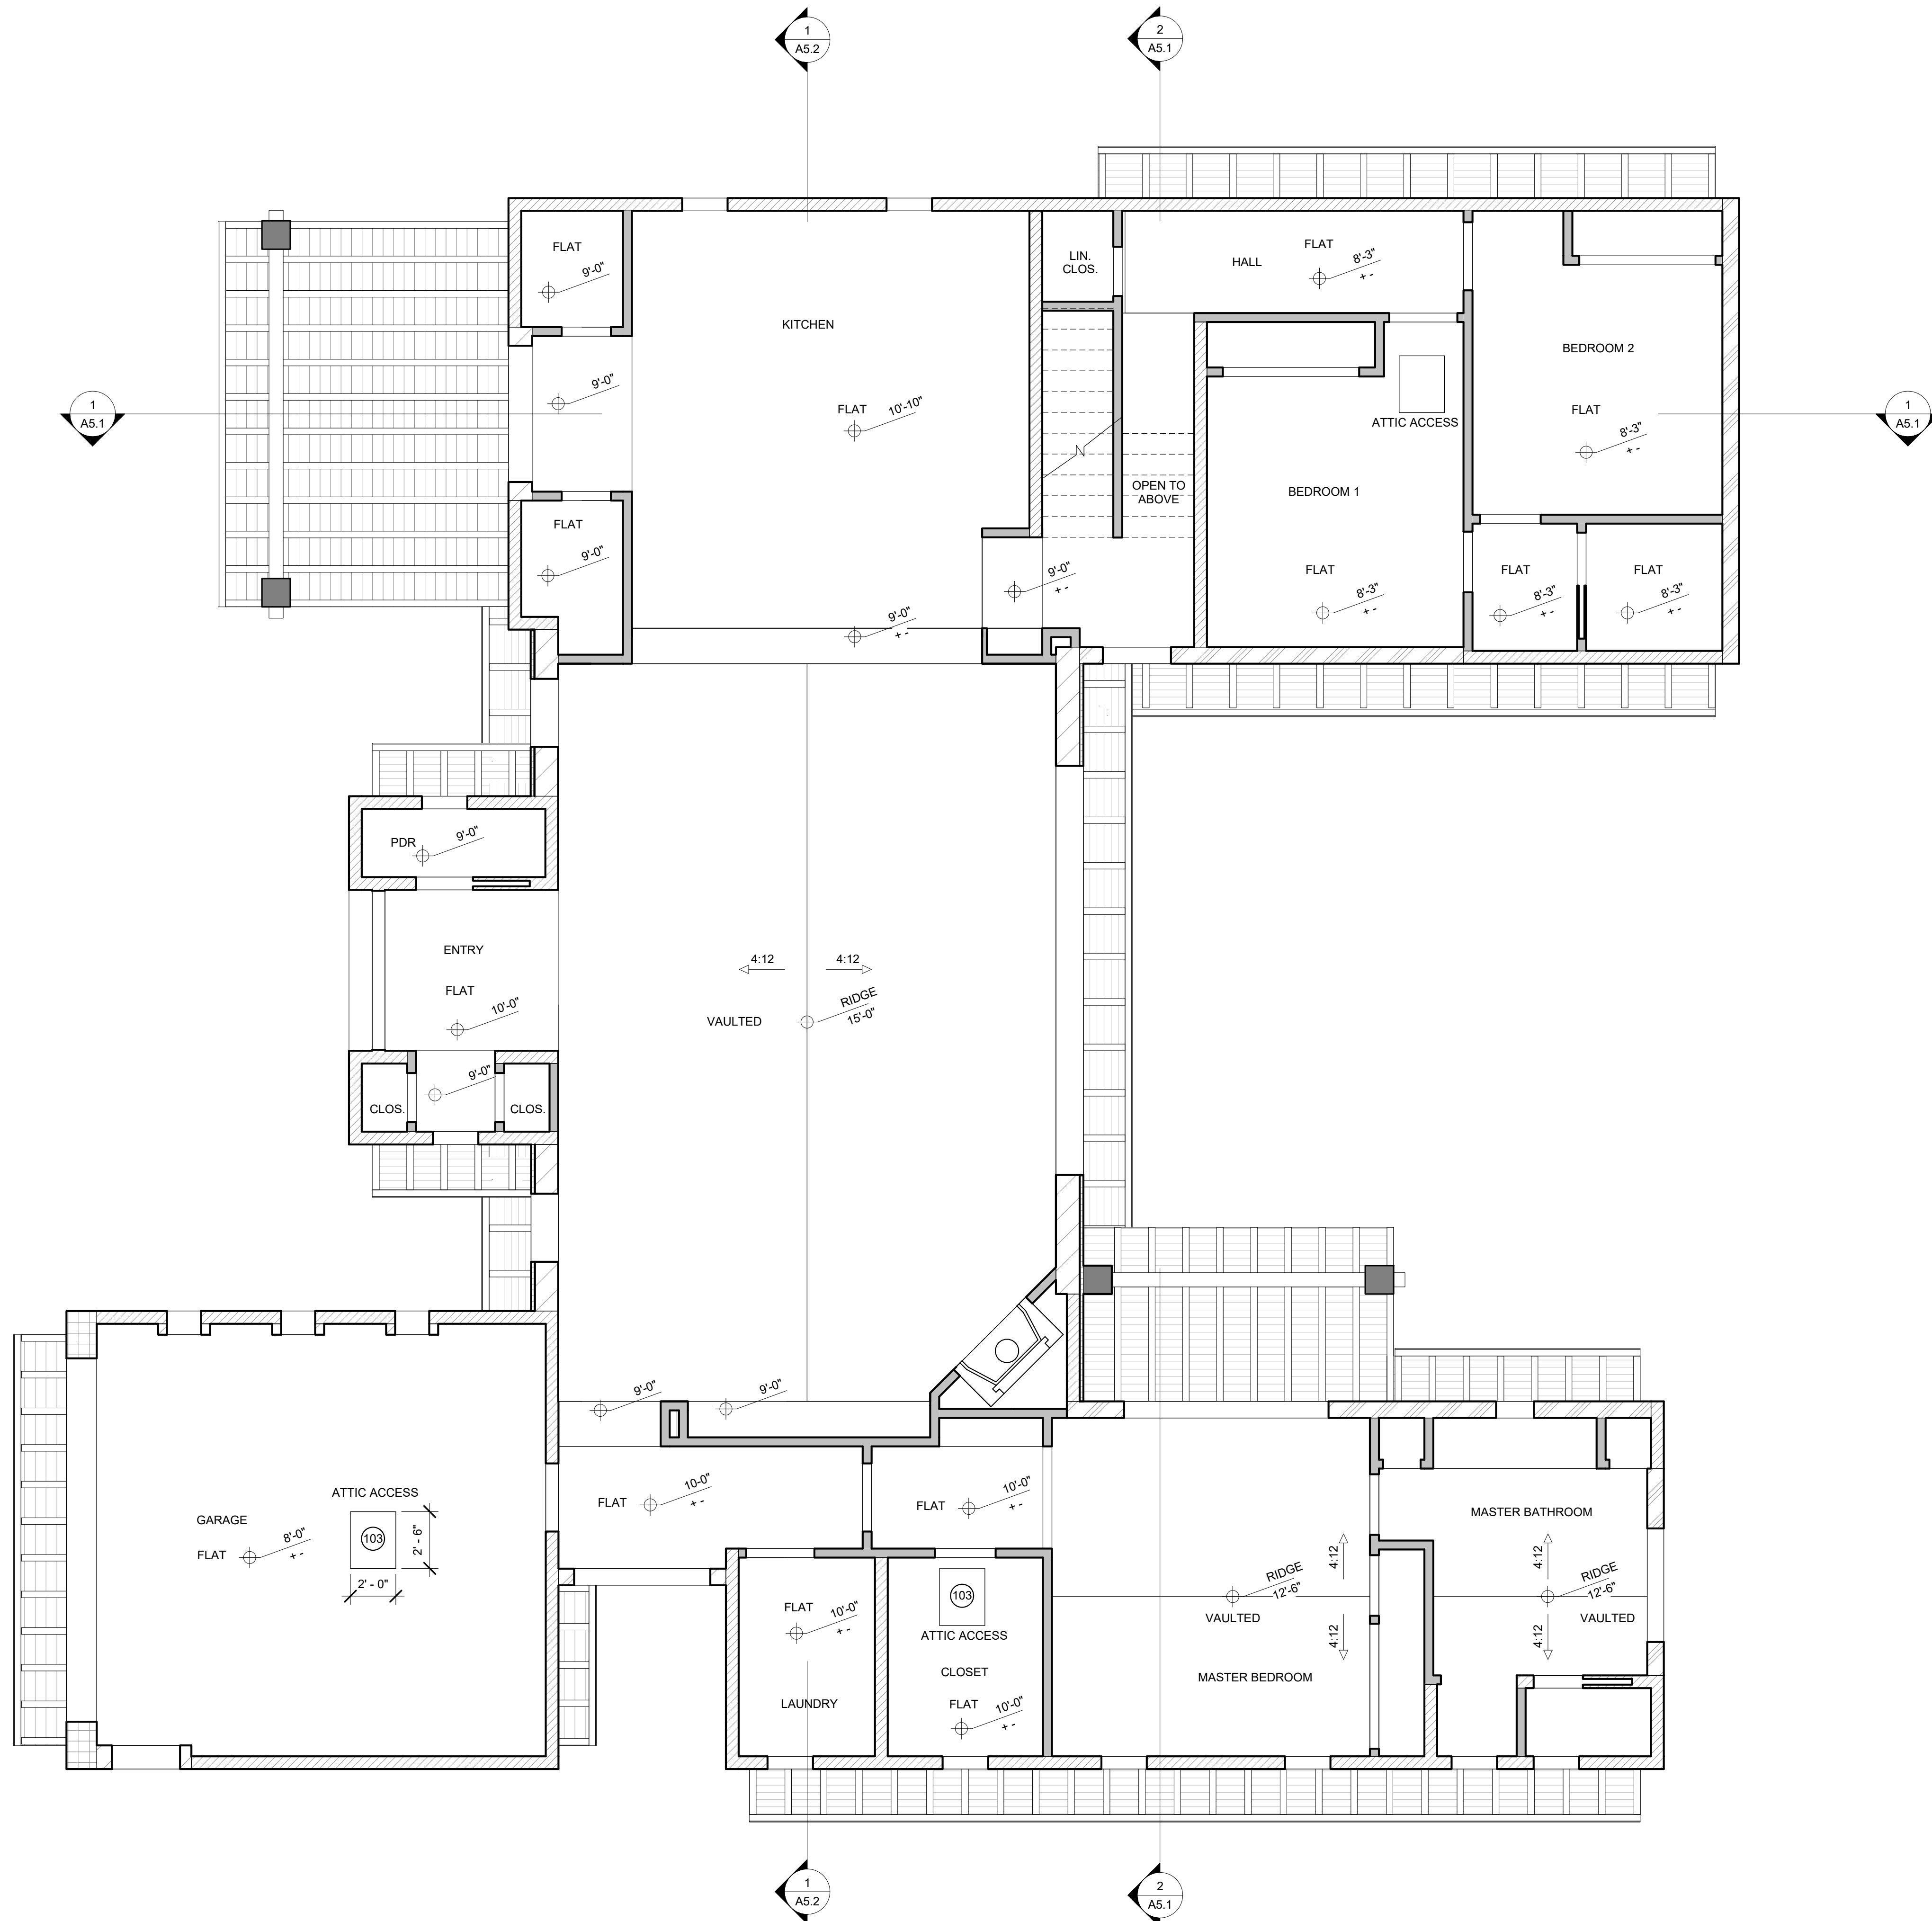 1
A5.2
2
A5.1
FLAT
9'-0"
LIN.
CLOS.
HALL
FLAT
8'-3"
+ -
KITCHEN
BEDROOM 2
1
A5.1
9'-0"
FLAT
10'-10"
ATTIC ACCESS
FLAT
8'-3"
+ -
1
A5.1
OPEN TO
ABOVE
BEDROOM 1
FLAT
9'-0"
9'-0"
+ -
FLAT
8'-3"
+ -
FLAT
8'-3"
+ -
FLAT
8'-3"
+ -
9'-0"
+ -
PDR
9'-0"
ENTRY
FLAT
10'-0"
4:12
4:12
VAULTED
RIDGE
15'-0"
9'-0"
CLOS.
CLOS.
9'-0"
9'-0"
ATTIC ACCESS
GARAGE
FLAT
8'-0"
+ -
103
2' - 6"
2' - 0"
FLAT
10-0"
+ -
FLAT
10'-0"
+ -
MASTER BATHROOM
4:12
4:12
RIDGE
12'-6"
VAULTED
4:12
4:12
RIDGE
12'-6"
VAULTED
FLAT
10'-0"
+ -
LAUNDRY
103
ATTIC ACCESS
CLOSET
FLAT
10'-0"
+ -
MASTER BEDROOM
1
A5.2
2
A5.1